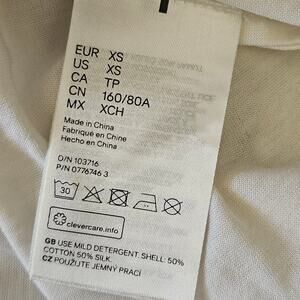 EUR XS
US XS
CA TP
CN 160/80A
MX XCH
Made in China
Fabriqué en Chine
Hecho en China
O/N 103716
P/N 0776746 3
30
clevercare.info
GB USE MILD DETERGENT. SHELL: 50%
COTTON 50% SILK.
CZ POUŽIJTE JEMNÝ PRACÍ